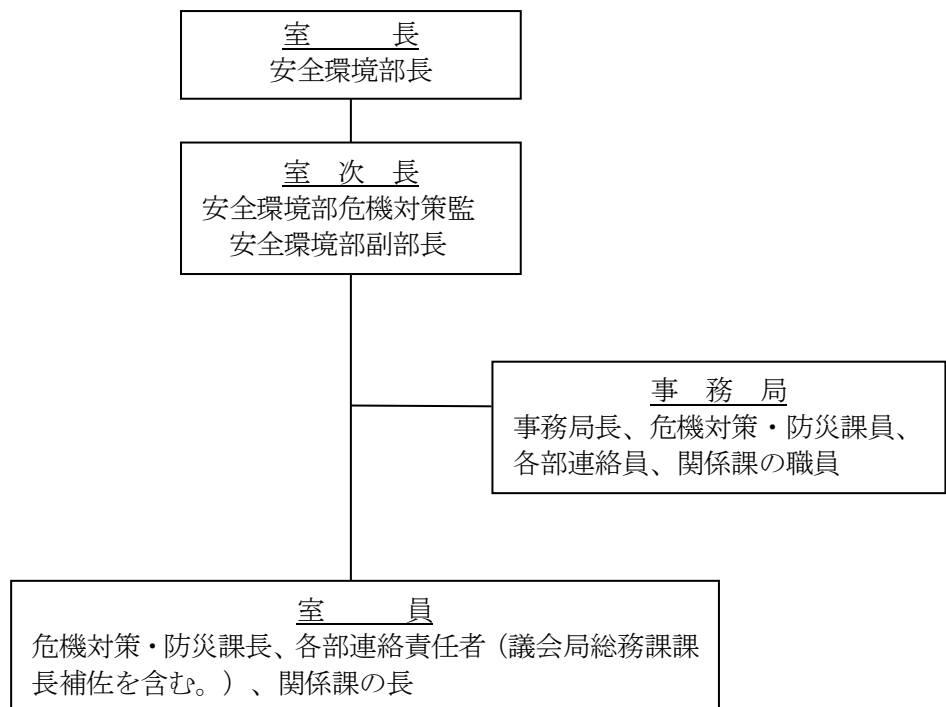 室　　　長
安全環境部長
室　次　長
安全環境部危機対策監
安全環境部副部長
事　務　局
事務局長、危機対策・防災課員、
各部連絡員、関係課の職員
室　　　員
危機対策・防災課長、各部連絡責任者（議会局総務課課
長補佐を含む。）、関係課の長